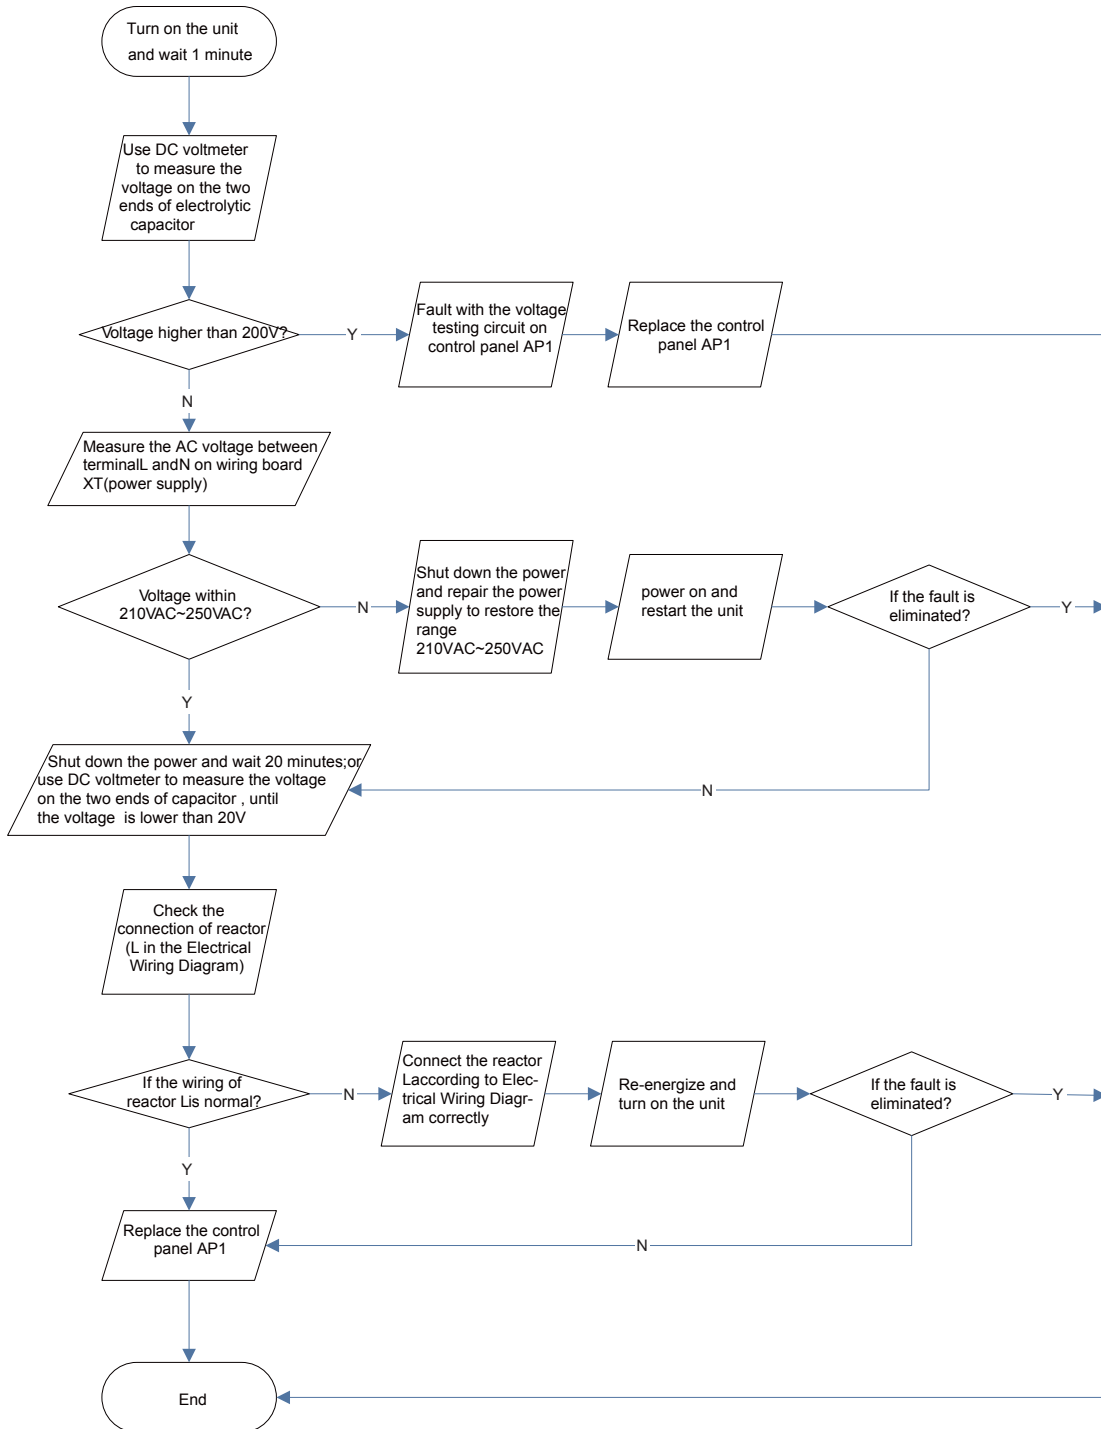 Turn on the unit
and wait 1 minute
Use DC voltmeter
to measure the
voltage on the two
ends of electrolytic
capacitor
Voltage higher than 200V?
Y
Fault with the voltage
testing circuit on
control panel AP1
Replace the control
panel AP1
N
Measure the AC voltage between
terminalL andN on wiring board
XT(power supply)
Voltage within
210VAC~250VAC?
N
Shut down the power
and repair the power
supply to restore the
range
210VAC~250VAC
power on and
restart the unit
If the fault is
eliminated?
Y
Y
N
Shut down the power and wait 20 minutes;or
use DC voltmeter to measure the voltage
on the two ends of capacitor , until
the voltage is lower than 20V
Check the
connection of reactor
(L in the Electrical
Wiring Diagram)
If the wiring of
reactor Lis normal?
N
Connect the reactor
Laccording to Elec-
trical Wiring Diagr-
am correctly
Re-energize and
turn on the unit
If the fault is
eliminated?
Y
Y
N
Replace the control
panel AP1
End